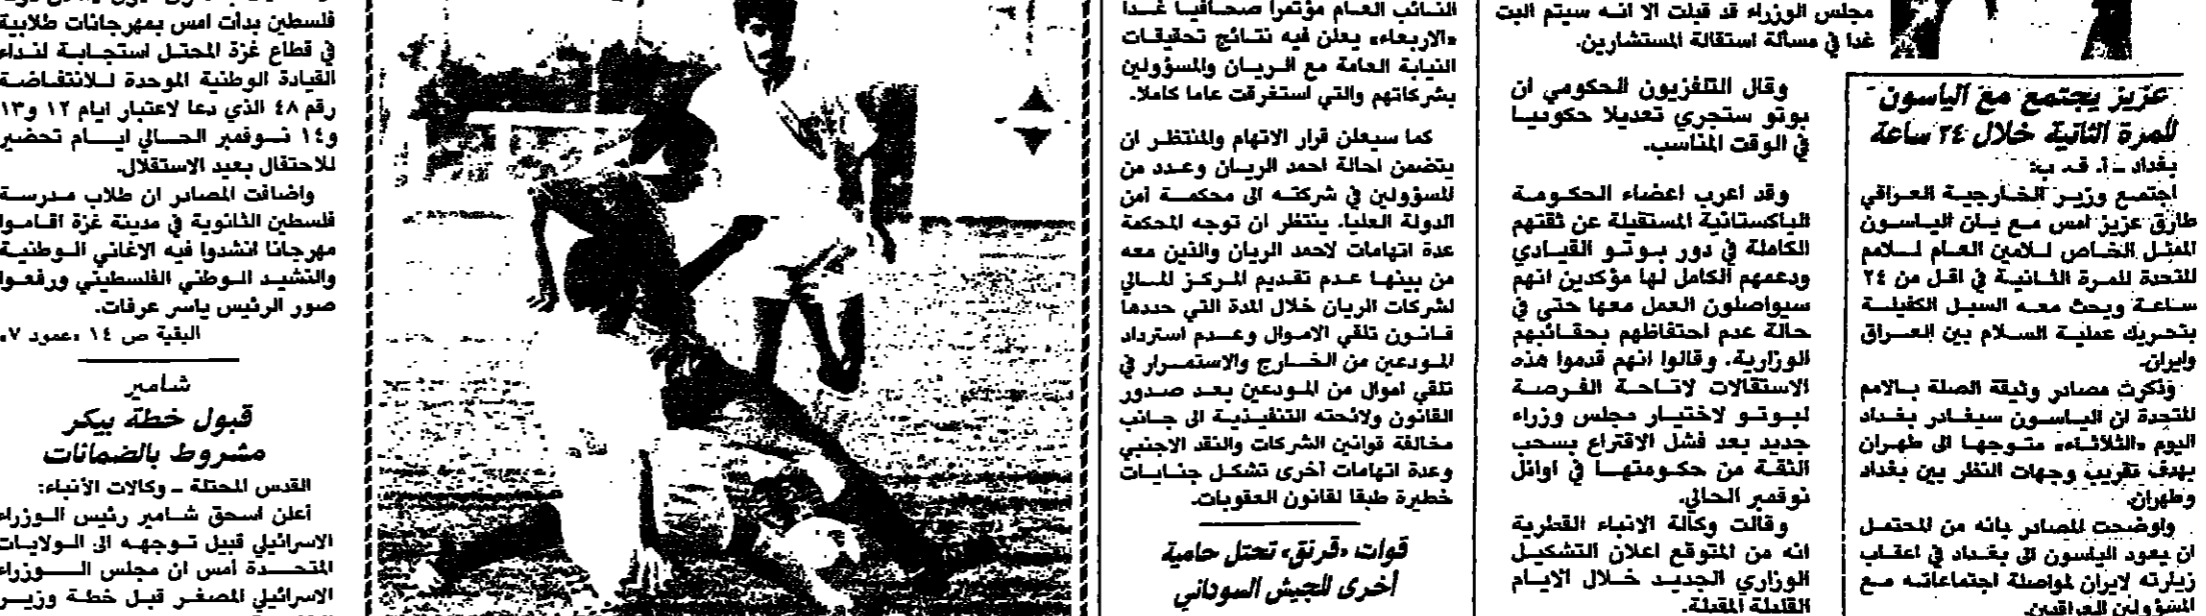 مجلس الوزراء قد قبلت الا انه سيتم البت
غدا في مسألة استقالة المستشارين.
عزيز يجتمع مع الياسون
للمرة الثانية خلال ٢٤ ساعة
بغداد ـ أ. ف. ب:
اجتمع وزير الخارجية العراقي
طارق عزيز امس مع يان الياسون
الممثل الخاص للامين العام للامم
المتحدة للمرة الثانية في اقل من ٢٤
ساعة وبحث معه السبل الكفيلة
بتحريك عملية السلام بين العراق
وايران.
وذكرت مصادر وثيقة الصلة بالامم
المتحدة ان الياسون سيغادر بغداد
اليوم «الثلاثاء» متوجها الى طهران
بهدف تقريب وجهات النظر بين بغداد
وطهران.
واوضحت المصادر بانه من المحتمل
ان يعود الياسون الى بغداد في اعقاب
زيارته لايران لمواصلة اجتماعاته مع
المسؤولين العراقيين.
وقال التلفزيون الحكومي ان
بوتو ستجري تعديلا حكوميا
في الوقت المناسب.
وقد اعرب اعضاء الحكومة
الباكستانية المستقيلة عن ثقتهم
الكاملة في دور بوتو القيادي
ودعمهم الكامل لها مؤكدين انهم
سيواصلون العمل معها حتى في
حالة عدم احتفاظهم بحقائبهم
الوزارية. وقالوا انهم قدموا هذه
الاستقالات لاتاحة الفرصة
لبوتو لاختيار مجلس وزراء
جديد بعد فشل الاقتراع بسحب
الثقة من حكومتها في اوائل
نوفمبر الحالي.
وقالت وكالة الانباء القطرية
انه من المتوقع اعلان التشكيل
الوزاري الجديد خلال الايام
القليلة المقبلة.
النائب العام مؤتمرا صحافيا غدا
«الاربعاء» يعلن فيه نتائج تحقيقات
النيابة العامة مع الريان والمسؤولين
بشركاتهم والتي استغرقت عاما كاملا.
كما سيعلن قرار الاتهام والمنتظر ان
يتضمن احالة احمد الريان وعدد من
المسؤولين في شركته الى محكمة امن
الدولة العليا. ينتظر ان توجه المحكمة
عدة اتهامات لاحمد الريان والذين معه
من بينها عدم تقديم المركز المالي
لشركات الريان خلال المدة التي حددها
قانون تلقي الاموال وعدم استرداد
المودعين من الخارج والاستمرار في
تلقي اموال من المودعين بعد صدور
القانون ولائحته التنفيذية الى جانب
مخالفة قوانين الشركات والنقد الاجنبي
وعدة اتهامات أخرى تشكل جنايات
خطيرة طبقا لقانون العقوبات.
قوات «قرنق» تحتل حامية
أخرى للجيش السوداني
فلسطين بدأت امس بمهرجانات طلابية
في قطاع غزة المحتل استجابة لنداء
القيادة الوطنية الموحدة للانتفاضة
رقم ٤٨ الذي دعا لاعتبار ايام ١٢ و١٣
و١٤ نوفمبر الحالي ايام تحضير
للاحتفال بعيد الاستقلال.
واضافت المصادر ان طلاب مدرسة
فلسطين الثانوية في مدينة غزة اقاموا
مهرجانا انشدوا فيه الاغاني الوطنية
والنشيد الوطني الفلسطيني ورفعوا
صور الرئيس ياسر عرفات.
البقية ص ١٤ «عمود ٧»
شامير
قبول خطة بيكر
مشروط بالضمانات
القدس المحتلة ـ وكالات الأنباء:
أعلن اسحق شامير رئيس الوزراء
الاسرائيلي قبيل توجهه الى الولايات
المتحدة أمس ان مجلس الوزراء
الاسرائيلي المصغر قبل خطة وزير